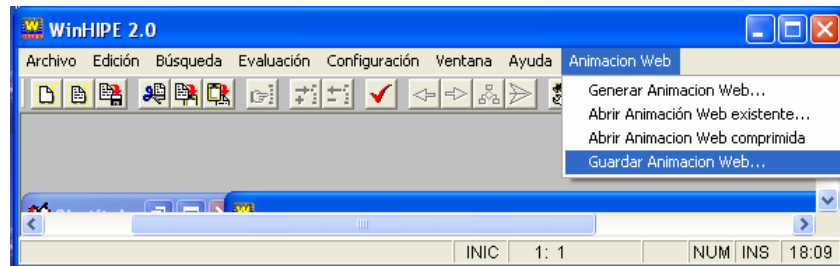 WinHIPE 2.0
Archivo Edición Búsqueda Evaluación Configuración Ventana Ayuda Animacion Web
Generar Animacion Web...
Abrir Animación Web existente...
Abrir Animacion Web comprimida
Guardar Animacion Web...
INIC 1: 1 NUM INS 18:09